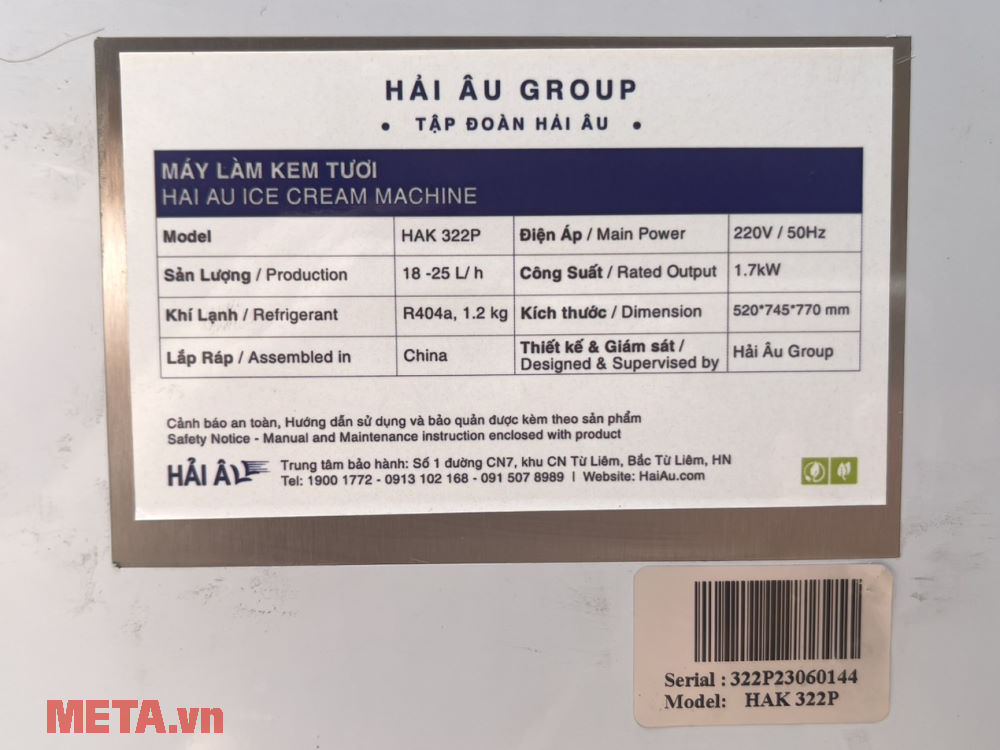 HẢI ÂU GROUP
• TẬP ĐOÀN HẢI ÂU •
MÁY LÀM KEM TƯƠI
HAI AU ICE CREAM MACHINE
Model HAK 322P Điện Áp / Main Power 220V / 50Hz
Sản Lượng / Production 18 -25 L/ h Công Suất / Rated Output 1.7kW
Khí Lạnh / Refrigerant R404a, 1.2 kg Kích thước / Dimension 520*745*770 mm
Lắp Ráp / Assembled in China Thiết kế & Giám sát / Designed & Supervised by Hải Âu Group
Cảnh báo an toàn, Hướng dẫn sử dụng và bảo quản được kèm theo sản phẩm
Safety Notice - Manual and Maintenance instruction enclosed with product
HẢI ÂU
Trung tâm bảo hành: Số 1 đường CN7, khu CN Từ Liêm, Bắc Từ Liêm, HN
Tel: 1900 1772 - 0913 102 168 - 091 507 8989 | Website: HaiAu.com
Serial : 322P23060144
Model: HAK 322P
META.vn